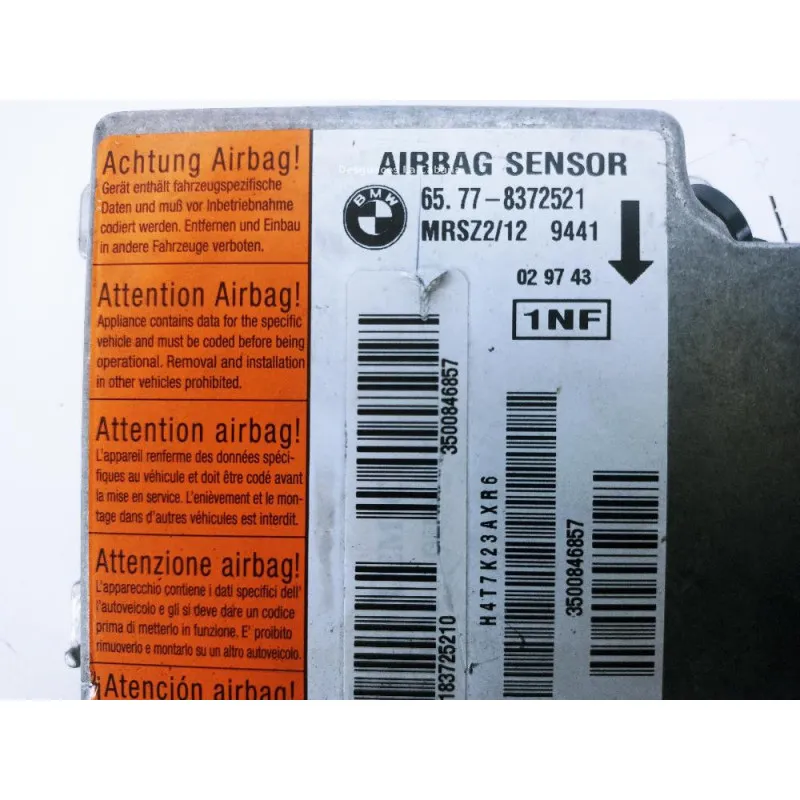 Achtung Airbag!
Gerät enthält fahrzeugspezifische
Daten und muß vor Inbetriebnahme
codiert werden. Entfernen und Einbau
in andere Fahrzeuge verboten.
Attention Airbag!
Appliance contains data for the specific
vehicle and must be coded before being
operational. Removal and installation
in other vehicles prohibited.
Attention airbag!
L'appareil renferme des données spéci-
fiques au véhicule et doit être codé avant
la mise en service. L'enièvement et le mon-
tage dans d'autres véhicules est interdit.
Attenzione airbag!
L'apparecchio contiene i dati specifici dell'
autoveicolo e gli si deve dare un codice
prima di metterlo in funzione. E' proibito
rimuoverlo e montarlo su un altro autoveicolo.
¡Atención airbag!
AIRBAG SENSOR
BMW
65.77-8372521
MRSZ2/12 9441
02 97 43
1NF
3500846857
183725210
H4T7K23AXR6
3500846857